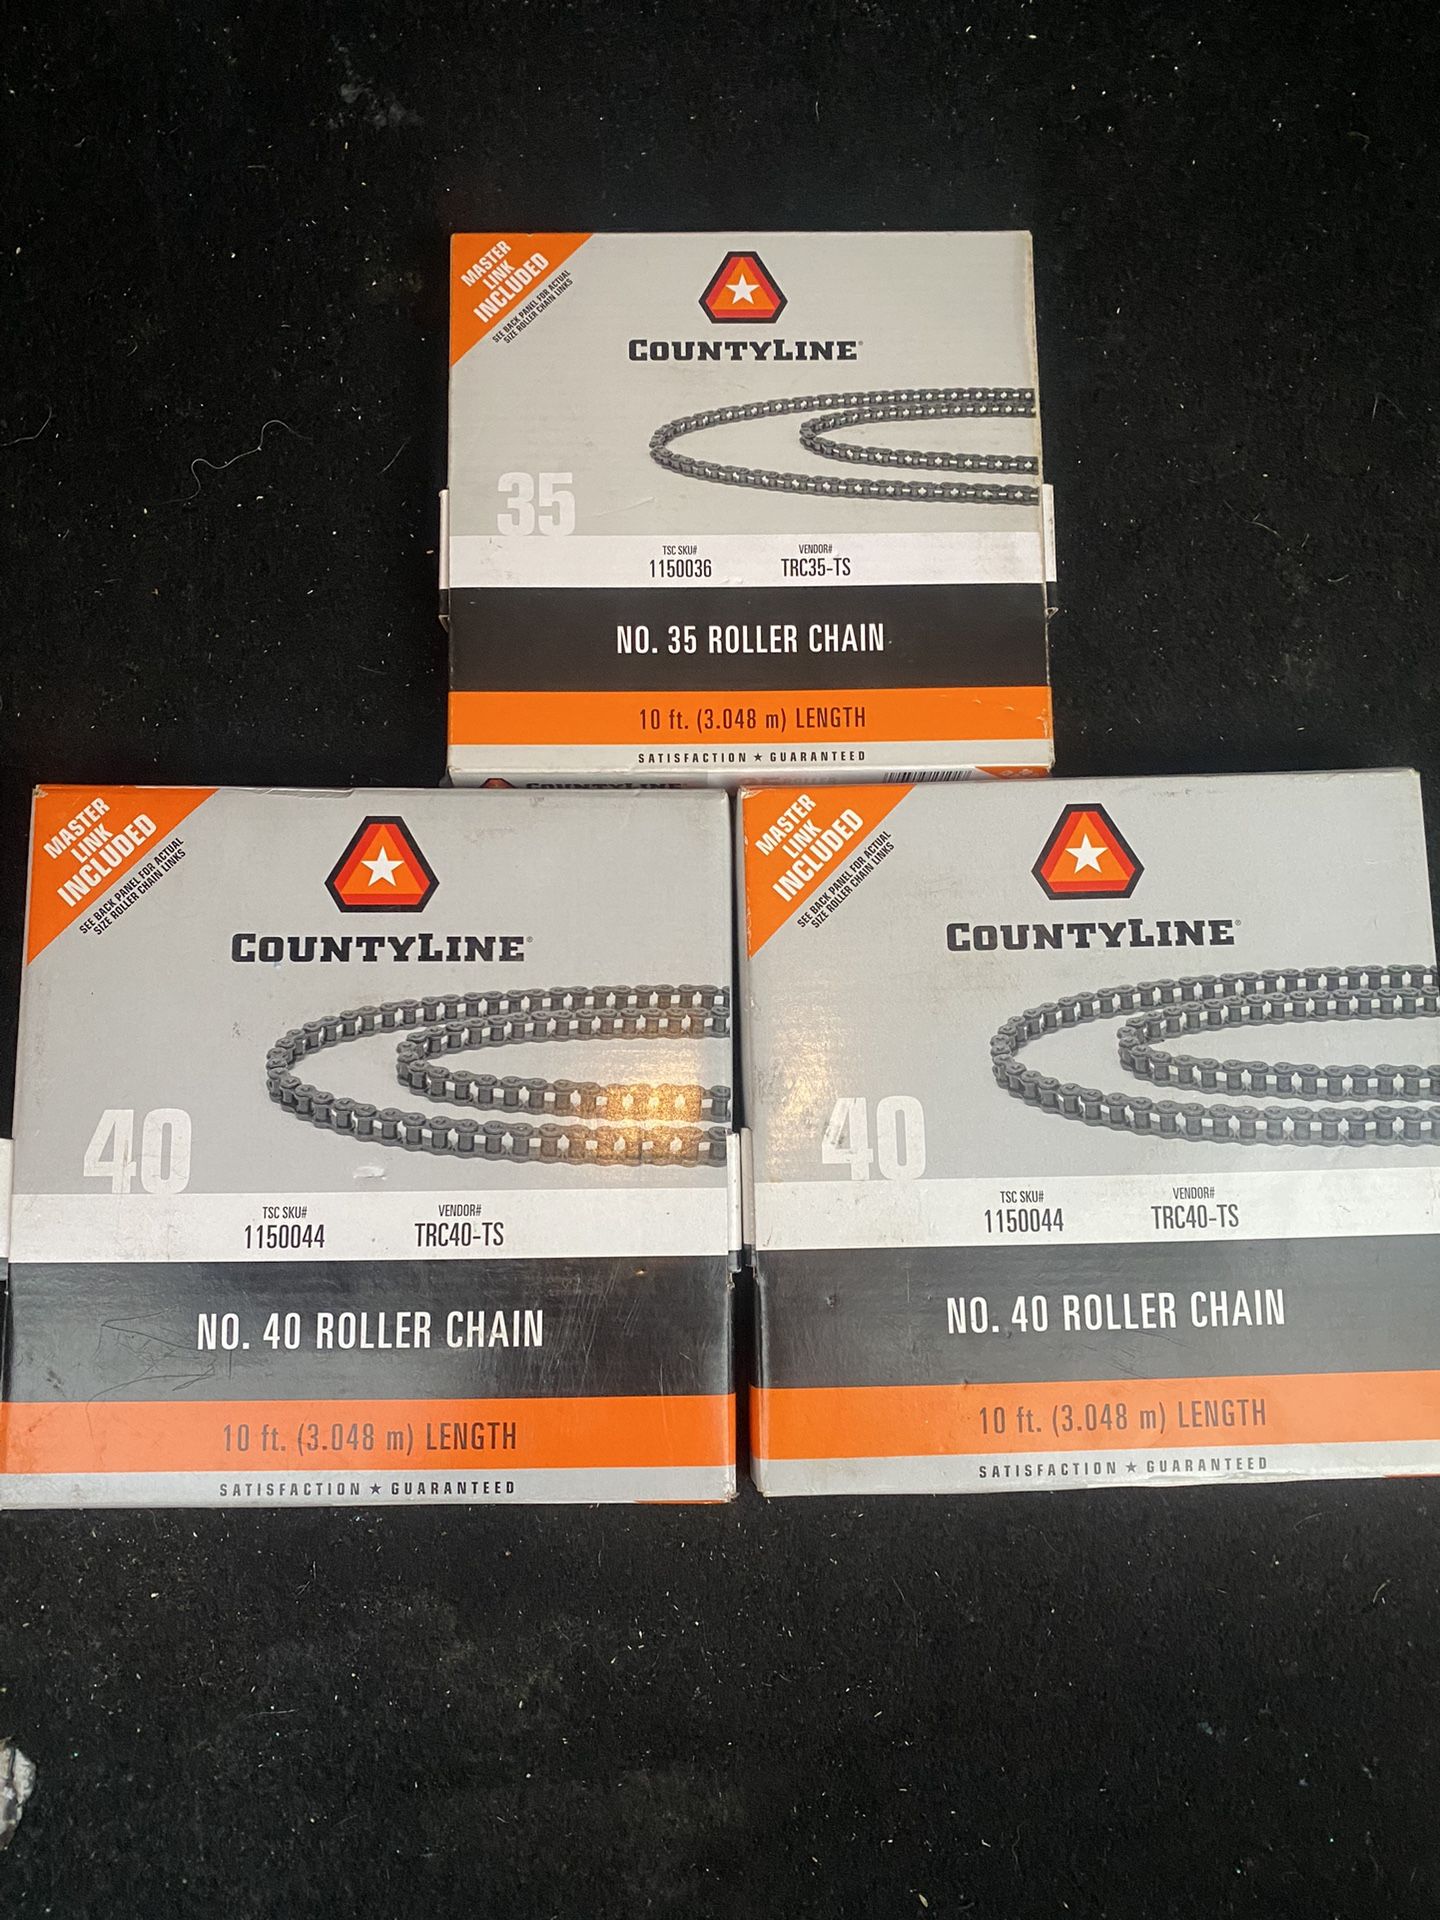 MASTER
LINK
INCLUDED
SEE BACK PANEL FOR ACTUAL
SIZE ROLLER CHAIN LINKS
COUNTYLINE®
35
TSC SKU#
1150036
VENDOR#
TRC35-TS
NO. 35 ROLLER CHAIN
10 ft. (3.048 m) LENGTH
SATISFACTION ★ GUARANTEED
COUNTYLINE
35 ROLLER
MASTER
LINK
INCLUDED
SEE BACK PANEL FOR ACTUAL
SIZE ROLLER CHAIN LINKS
COUNTYLINE®
40
TSC SKU#
1150044
VENDOR#
TRC40-TS
NO. 40 ROLLER CHAIN
10 ft. (3.048 m) LENGTH
SATISFACTION ★ GUARANTEED
MASTER
LINK
INCLUDED
SEE BACK PANEL FOR ACTUAL
SIZE ROLLER CHAIN LINKS
COUNTYLINE®
40
TSC SKU#
1150044
VENDOR#
TRC40-TS
NO. 40 ROLLER CHAIN
10 ft. (3.048 m) LENGTH
SATISFACTION ★ GUARANTEED